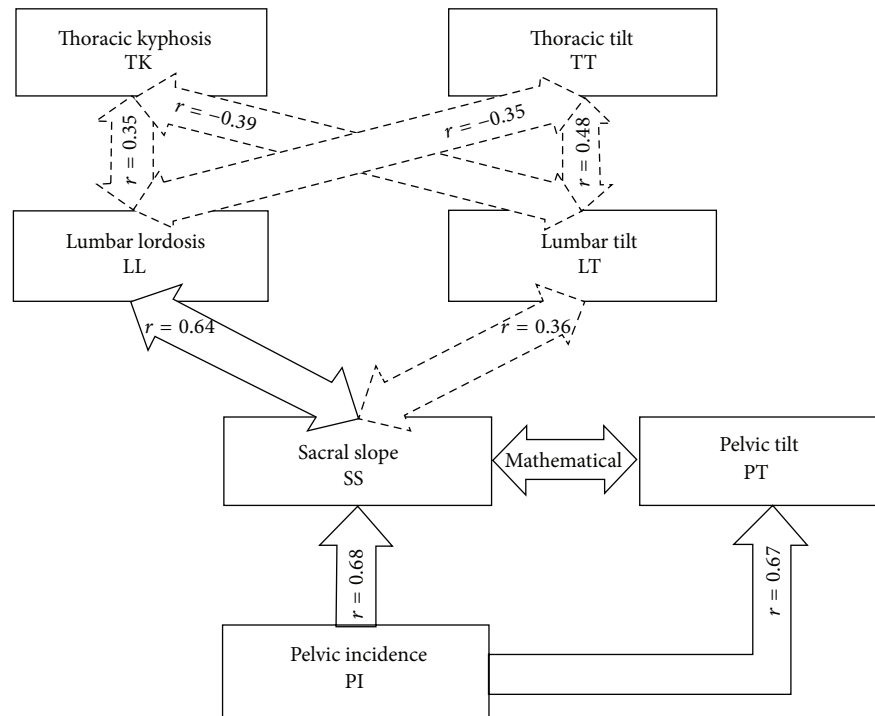 Thoracic kyphosis
TK
Thoracic tilt
TT
r = 0.35
r = −0.39
r = −0.35
r = 0.48
Lumbar lordosis
LL
Lumbar tilt
LT
r = 0.64
r = 0.36
Sacral slope
SS
Mathematical
Pelvic tilt
PT
r = 0.68
r = 0.67
Pelvic incidence
PI